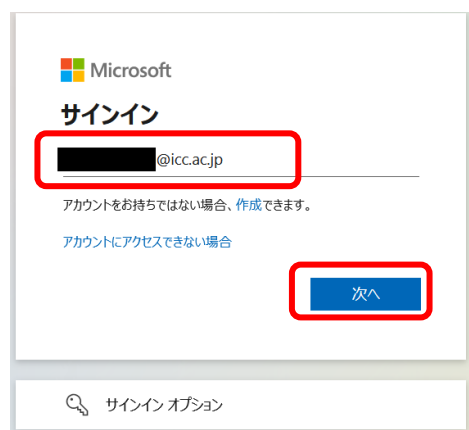 Microsoft
サインイン
@icc.ac.jp
アカウントをお持ちではない場合、作成できます。
アカウントにアクセスできない場合
次へ
サインイン オプション